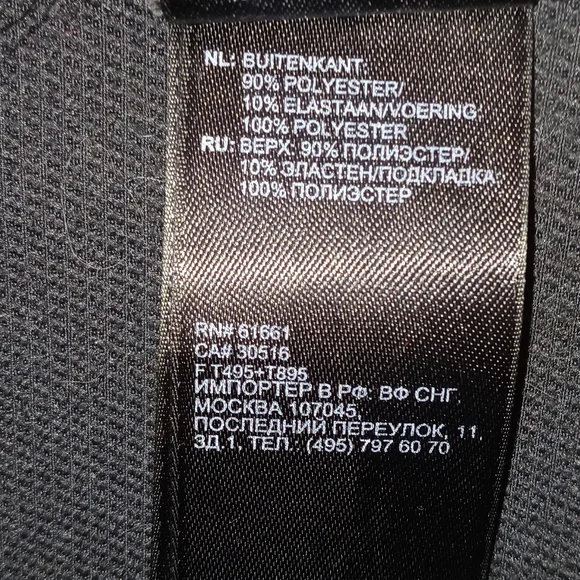 NL: BUITENKANT:
90% POLYESTER/
10% ELASTAAN/VOERING:
100% POLYESTER
RU: ВЕРХ. 90% ПОЛИЭСТЕР/
10% ЭЛАСТЕН/ПОДКЛАДКА:
100% ПОЛИЭСТЕР
RN# 61661
CA# 30516
F T495+T895
ИМПОРТЕР В РФ: ВФ СНГ,
МОСКВА 107045,
ПОСЛЕДНИЙ ПЕРЕУЛОК, 11,
ЗД.1, ТЕЛ.: (495) 797 60 70